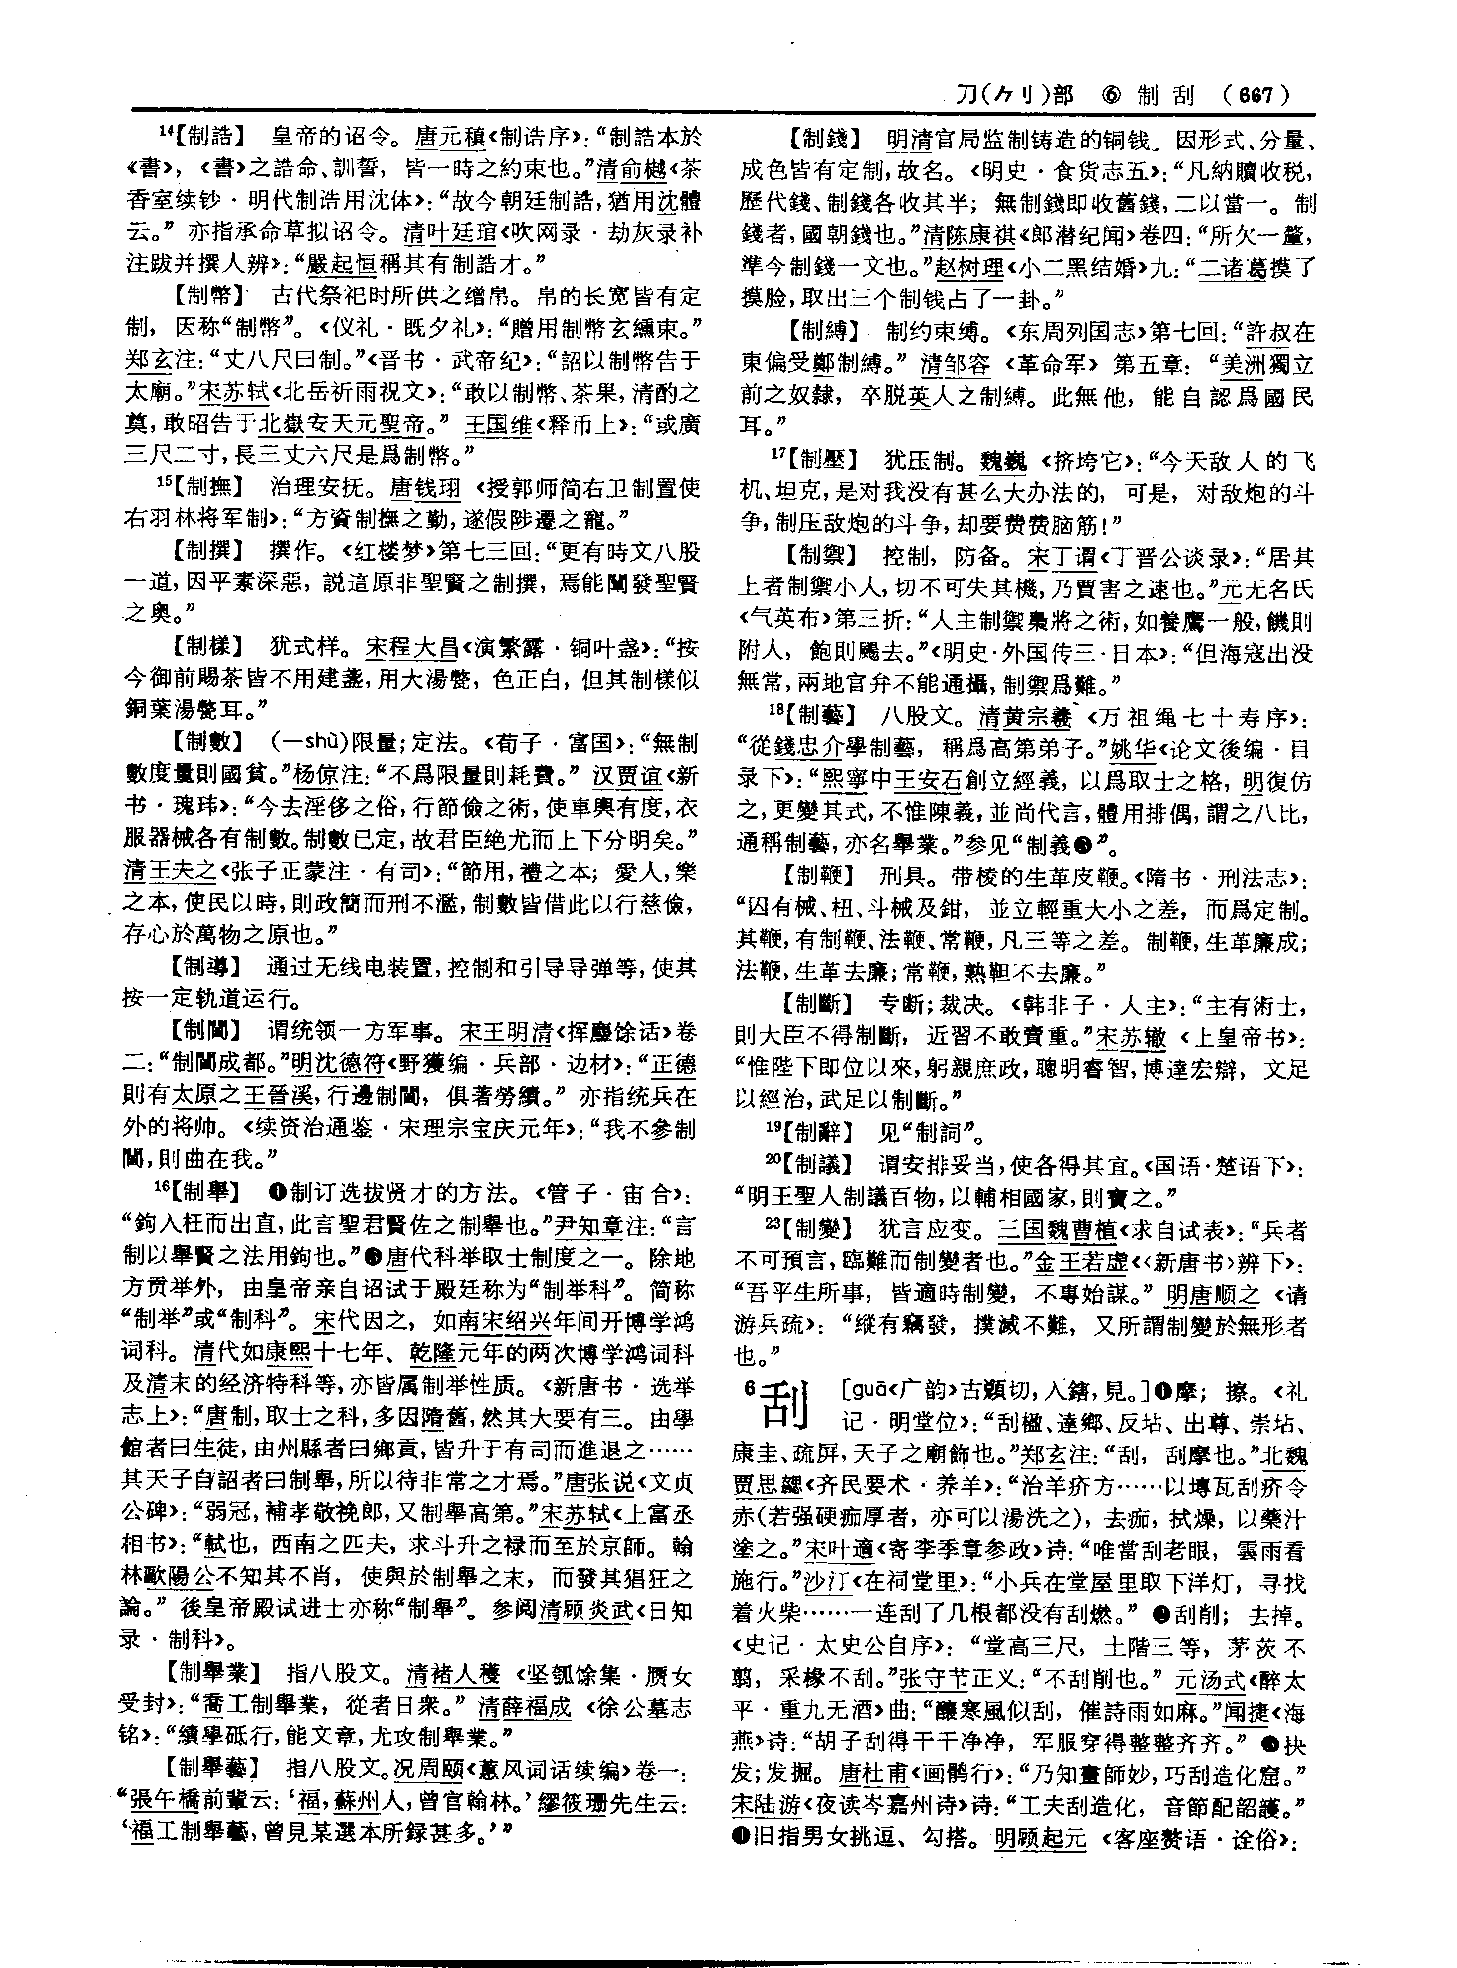 刀(⺈刂)部 ⑥ 制 刮 (667)
¹⁴【制誥】 皇帝的诏令。唐元稹《制诰序》:“制誥本於
《書》,《書》之誥命、訓誓,皆一時之約束也。”清俞樾《茶
香室续钞·明代制诰用沈体》:“故今朝廷制誥,猶用沈體
云。”亦指承命草拟诏令。清叶廷琯《吹网录·劫灰录补
注跋并撰人辨》:“嚴起恒稱其有制誥才。”
【制幣】 古代祭祀时所供之缯帛。帛的长宽皆有定
制,因称“制幣”。《仪礼·既夕礼》:“贈用制幣玄纁束。”
郑玄注:“丈八尺曰制。”《晋书·武帝纪》:“詔以制幣告于
太廟。”宋苏轼《北岳祈雨祝文》:“敢以制幣、茶果,清酌之
奠,敢昭告于北嶽安天元聖帝。” 王国维《释币上》:“或廣
三尺二寸,長三丈六尺是爲制幣。”
¹⁵【制撫】 治理安抚。唐钱珝《授郭师简右卫制置使
右羽林将军制》:“方資制撫之勤,遂假陟遷之寵。”
【制撰】 撰作。《红楼梦》第七三回:“更有時文八股
一道,因平素深惡,説這原非聖賢之制撰,焉能闡發聖賢
之奥。”
【制樣】 犹式样。宋程大昌《演繁露·铜叶盏》:“按
今御前賜茶皆不用建盞,用大湯甇,色正白,但其制樣似
銅葉湯甇耳。”
【制數】 (—shù)限量;定法。《荀子·富国》:“無制
數度量則國貧。”杨倞注:“不爲限量則耗費。” 汉贾谊《新
书·瑰玮》:“今去淫侈之俗,行節儉之術,使車輿有度,衣
服器械各有制數。制數已定,故君臣絶尤而上下分明矣。”
清王夫之《张子正蒙注·有司》:“節用,禮之本;愛人,樂
之本,使民以時,則政簡而刑不濫,制數皆借此以行慈儉,
存心於萬物之原也。”
【制導】 通过无线电装置,控制和引导导弹等,使其
按一定轨道运行。
【制閫】 谓统领一方军事。宋王明清《挥麈馀话》卷
二:“制閫成都。”明沈德符《野獲编·兵部·边材》:“正德
則有太原之王晉溪,行邊制閫,俱著勞績。” 亦指统兵在
外的将帅。《续资治通鉴·宋理宗宝庆元年》:“我不參制
閫,則曲在我。”
¹⁶【制舉】 ❶制订选拔贤才的方法。《管子·宙合》:
“鉤入枉而出直,此言聖君賢佐之制舉也。”尹知章注:“言
制以舉賢之法用鉤也。”❷唐代科举取士制度之一。除地
方贡举外,由皇帝亲自诏试于殿廷称为“制举科”。简称
“制举”或“制科”。宋代因之,如南宋绍兴年间开博学鸿
词科。清代如康熙十七年、乾隆元年的两次博学鸿词科
及清末的经济特科等,亦皆属制举性质。《新唐书·选举
志上》:“唐制,取士之科,多因隋舊,然其大要有三。由學
館者曰生徒,由州縣者曰鄉貢,皆升于有司而進退之……
其天子自詔者曰制舉,所以待非常之才焉。”唐张说《文贞
公碑》:“弱冠,補孝敬挽郎,又制舉高第。”宋苏轼《上富丞
相书》:“軾也,西南之匹夫,求斗升之禄而至於京師。翰
林歐陽公不知其不肖,使與於制舉之末,而發其猖狂之
論。” 後皇帝殿试进士亦称“制舉”。参阅清顾炎武《日知
录·制科》。
【制舉業】 指八股文。清褚人穫《坚瓠馀集·赝女
受封》:“喬工制舉業,從者日衆。” 清薛福成《徐公墓志
铭》:“績學砥行,能文章,尤攻制舉業。”
【制舉藝】 指八股文。况周颐《蕙风词话续编》卷一:
“張午橋前輩云:‘福,蘇州人,曾官翰林。’繆筱珊先生云:
‘福工制舉藝,曾見某選本所録甚多。’”
【制錢】 明清官局监制铸造的铜钱。因形式、分量、
成色皆有定制,故名。《明史·食货志五》:“凡納贖收税,
歷代錢、制錢各收其半;無制錢即收舊錢,二以當一。制
錢者,國朝錢也。”清陈康祺《郎潜纪闻》卷四:“所欠一釐,
準今制錢一文也。”赵树理《小二黑结婚》九:“二诸葛摸了
摸脸,取出三个制钱占了一卦。”
【制縛】 制约束缚。《东周列国志》第七回:“許叔在
東偏受鄭制縛。” 清邹容《革命军》第五章:“美洲獨立
前之奴隸,卒脱英人之制縛。此無他,能自認爲國民
耳。”
¹⁷【制壓】 犹压制。魏巍《挤垮它》:“今天敌人的飞
机、坦克,是对我没有甚么大办法的,可是,对敌炮的斗
争,制压敌炮的斗争,却要费费脑筋!”
【制禦】 控制,防备。宋丁谓《丁晋公谈录》:“居其
上者制禦小人,切不可失其機,乃賈害之速也。”元无名氏
《气英布》第三折:“人主制禦梟將之術,如養鷹一般,饑則
附人,飽則颺去。”《明史·外国传三·日本》:“但海寇出没
無常,兩地官弁不能通攝,制禦爲難。”
¹⁸【制藝】 八股文。清黄宗羲《万祖绳七十寿序》:
“從錢忠介學制藝,稱爲高第弟子。”姚华《论文後编·目
录下》:“熙寧中王安石創立經義,以爲取士之格,明復仿
之,更變其式,不惟陳義,並尚代言,體用排偶,謂之八比,
通稱制藝,亦名舉業。”参见“制義❸”。
【制鞭】 刑具。带棱的生革皮鞭。《隋书·刑法志》:
“囚有械、杻、斗械及鉗,並立輕重大小之差,而爲定制。
其鞭,有制鞭、法鞭、常鞭,凡三等之差。制鞭,生革廉成;
法鞭,生革去廉;常鞭,熟靼不去廉。”
【制斷】 专断;裁决。《韩非子·人主》:“主有術士,
則大臣不得制斷,近習不敢賣重。”宋苏辙《上皇帝书》:
“惟陛下即位以來,躬親庶政,聰明睿智,博達宏辯,文足
以經治,武足以制斷。”
¹⁹【制辭】 见“制詞”。
²⁰【制議】 谓安排妥当,使各得其宜。《国语·楚语下》:
“明王聖人制議百物,以輔相國家,則寶之。”
²³【制變】 犹言应变。三国魏曹植《求自试表》:“兵者
不可預言,臨難而制變者也。”金王若虚《〈新唐书〉辨下》:
“吾平生所事,皆適時制變,不專始謀。” 明唐顺之《请
游兵疏》:“縱有竊發,撲滅不難,又所謂制變於無形者
也。”
6刮 [guā《广韵》古頒切,入鎋,見。]❶摩;擦。《礼
记·明堂位》:“刮楹、達鄉、反坫、出尊、崇坫、
康圭、疏屏,天子之廟飾也。”郑玄注:“刮,刮摩也。”北魏
贾思勰《齐民要术·养羊》:“治羊疥方……以塼瓦刮疥令
赤(若强硬痂厚者,亦可以湯洗之),去痂,拭燥,以藥汁
塗之。”宋叶適《寄李季章参政》诗:“唯當刮老眼,雲雨看
施行。”沙汀《在祠堂里》:“小兵在堂屋里取下洋灯,寻找
着火柴……一连刮了几根都没有刮燃。” ❷刮削;去掉。
《史记·太史公自序》:“堂高三尺,土階三等,茅茨不
翦,采椽不刮。”张守节正义:“不刮削也。” 元汤式《醉太
平·重九无酒》曲:“釀寒風似刮,催詩雨如麻。”闻捷《海
燕》诗:“胡子刮得干干净净,军服穿得整整齐齐。” ❸抉
发;发掘。唐杜甫《画鹘行》:“乃知畫師妙,巧刮造化窟。”
宋陆游《夜读岑嘉州诗》诗:“工夫刮造化,音節配韶頀。”
❹旧指男女挑逗、勾搭。明顾起元《客座赘语·诠俗》: